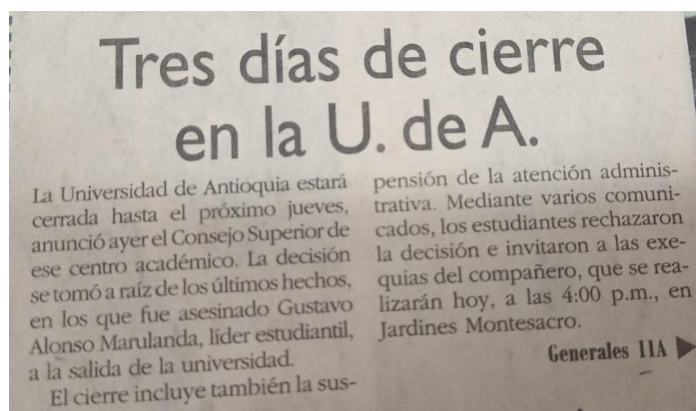 Tres días de cierre
en la U. de A.
La Universidad de Antioquia estará
cerrada hasta el próximo jueves,
anunció ayer el Consejo Superior de
ese centro académico. La decisión
se tomó a raíz de los últimos hechos,
en los que fue asesinado Gustavo
Alonso Marulanda, líder estudiantil,
a la salida de la universidad.
El cierre incluye también la sus-
pensión de la atención adminis-
trativa. Mediante varios comuni-
cados, los estudiantes rechazaron
la decisión e invitaron a las exe-
quias del compañero, que se rea-
lizarán hoy, a las 4:00 p.m., en
Jardines Montesacro.
Generales 11A